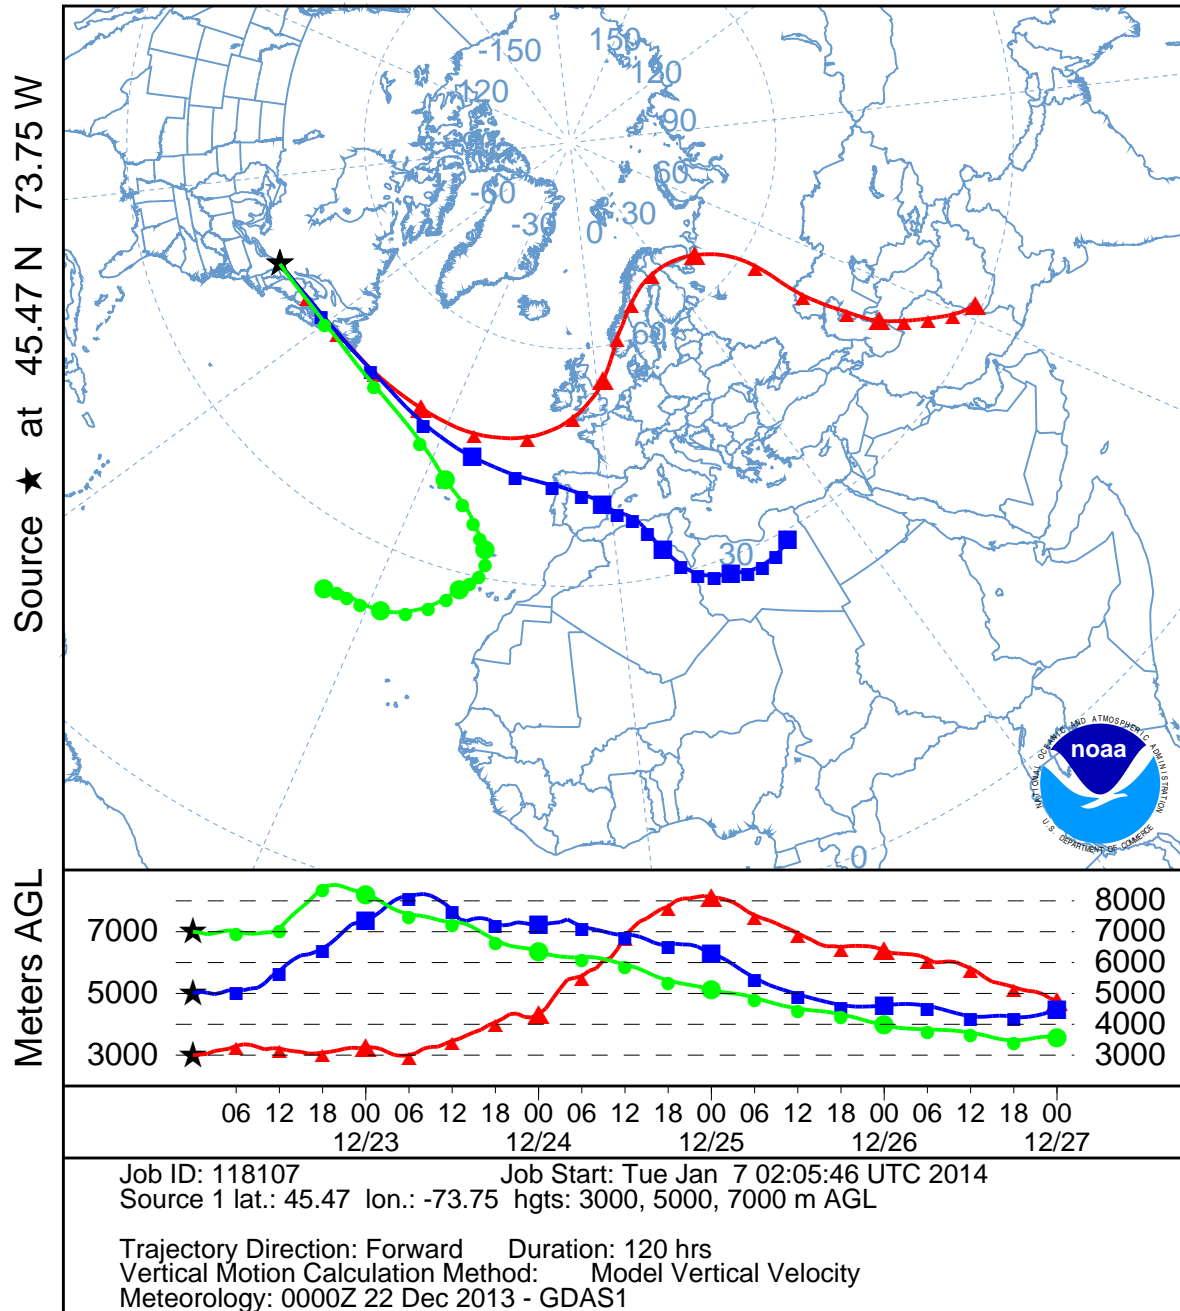 Source ★ at 45.47 N 73.75 W
-150
150
120
120
-90
90
-60
60
-30
30
0
60
30
0
NATIONAL OCEANIC AND ATMOSPHERIC ADMINISTRATION
noaa
U.S. DEPARTMENT OF COMMERCE
Meters AGL
8000
7000 7000
6000
5000 5000
4000
3000 3000
06 12 18 00 06 12 18 00 06 12 18 00 06 12 18 00 06 12 18 00
12/23 12/24 12/25 12/26 12/27
Job ID: 118107 Job Start: Tue Jan 7 02:05:46 UTC 2014
Source 1 lat.: 45.47 lon.: -73.75 hgts: 3000, 5000, 7000 m AGL
Trajectory Direction: Forward Duration: 120 hrs
Vertical Motion Calculation Method: Model Vertical Velocity
Meteorology: 0000Z 22 Dec 2013 - GDAS1